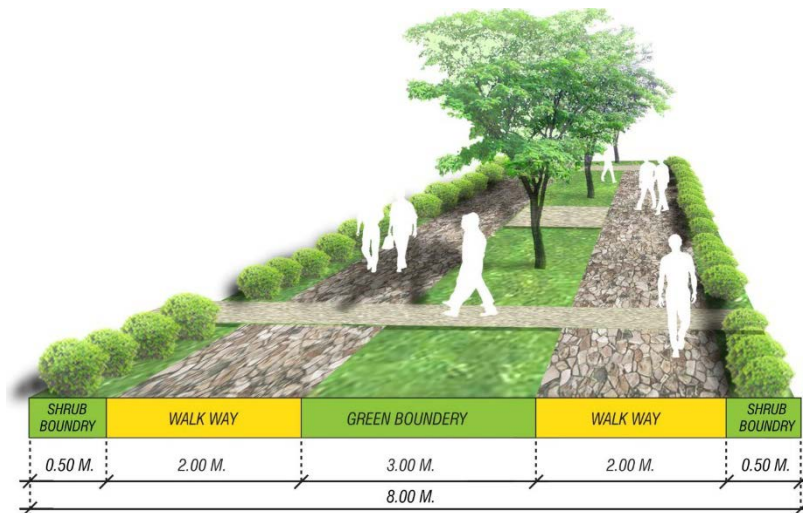 SHRUB
BOUNDRY
WALK WAY
GREEN BOUNDERY
WALK WAY
SHRUB
BOUNDRY
0.50 M.
2.00 M.
3.00 M.
2.00 M.
0.50 M.
8.00 M.